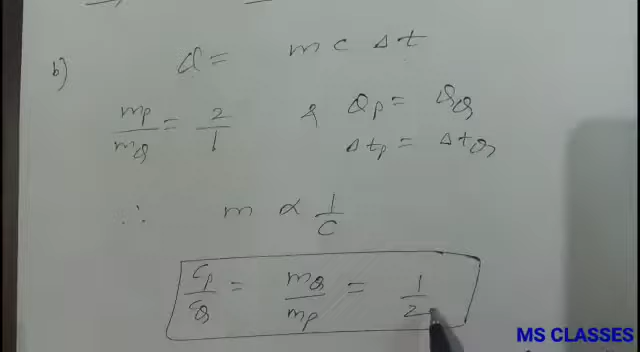 b) Q = m c Δt
mp/mQ = 2/1 & Qp = QQ
Δtp = ΔtQ
∴ m ∝ 1/C
Cp/CQ = mQ/mp = 1/2
MS CLASSES